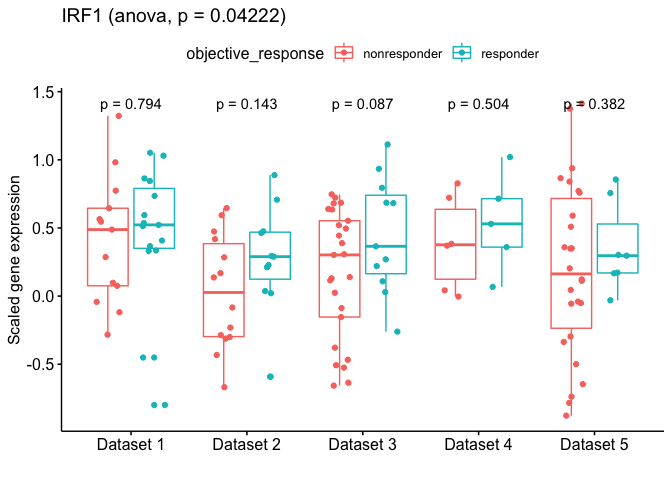 IRF1 (anova, p = 0.04222)
objective_response nonresponder responder
Scaled gene expression
1.5
1.0
0.5
0.0
-0.5
p = 0.794 p = 0.143 p = 0.087 p = 0.504 p = 0.382
Dataset 1 Dataset 2 Dataset 3 Dataset 4 Dataset 5